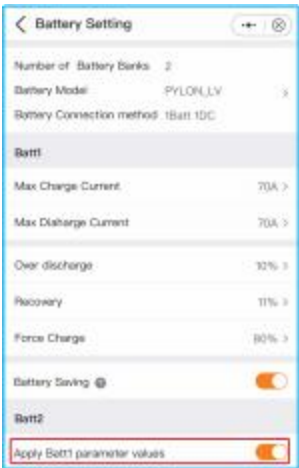 Battery Setting
Number of Battery Banks 2
Battery Model PYLON_LV
Battery Connection method 1Batt 1DC
Batt1
Max Charge Current 70A
Max Disharge Current 70A
Over discharge 10%
Recovery 11%
Force Charge 80%
Battery Saving
Batt2
Apply Batt1 parameter values